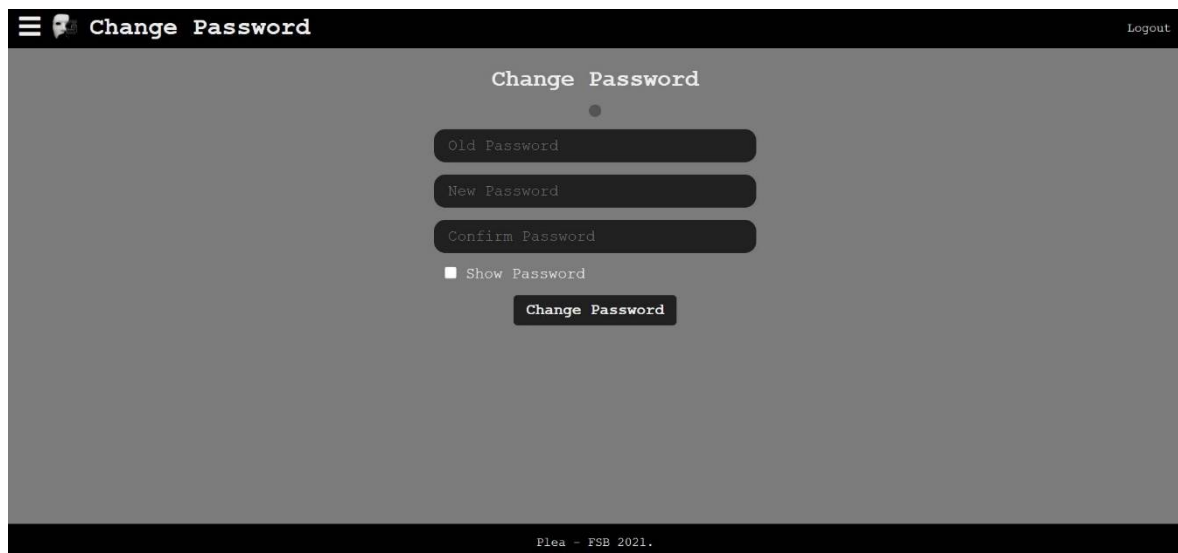 Change Password
Logout
Change Password
Old Password
New Password
Confirm Password
Show Password
Change Password
Plea - FSB 2021.